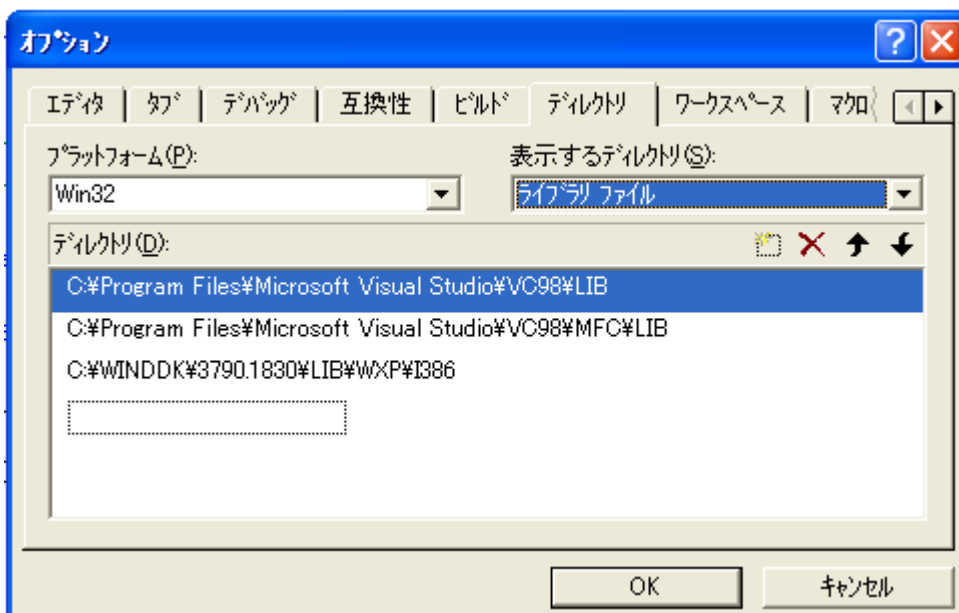 オプション
エディタ タブ デバッグ 互換性 ビルド ディレクトリ ワークスペース マクロ
プラットフォーム(P): 表示するディレクトリ(S):
Win32 ライブラリ ファイル
ディレクトリ(D):
C:¥Program Files¥Microsoft Visual Studio¥VC98¥LIB
C:¥Program Files¥Microsoft Visual Studio¥VC98¥MFC¥LIB
C:¥WINDDK¥3790.1830¥LIB¥WXP¥I386
OK キャンセル